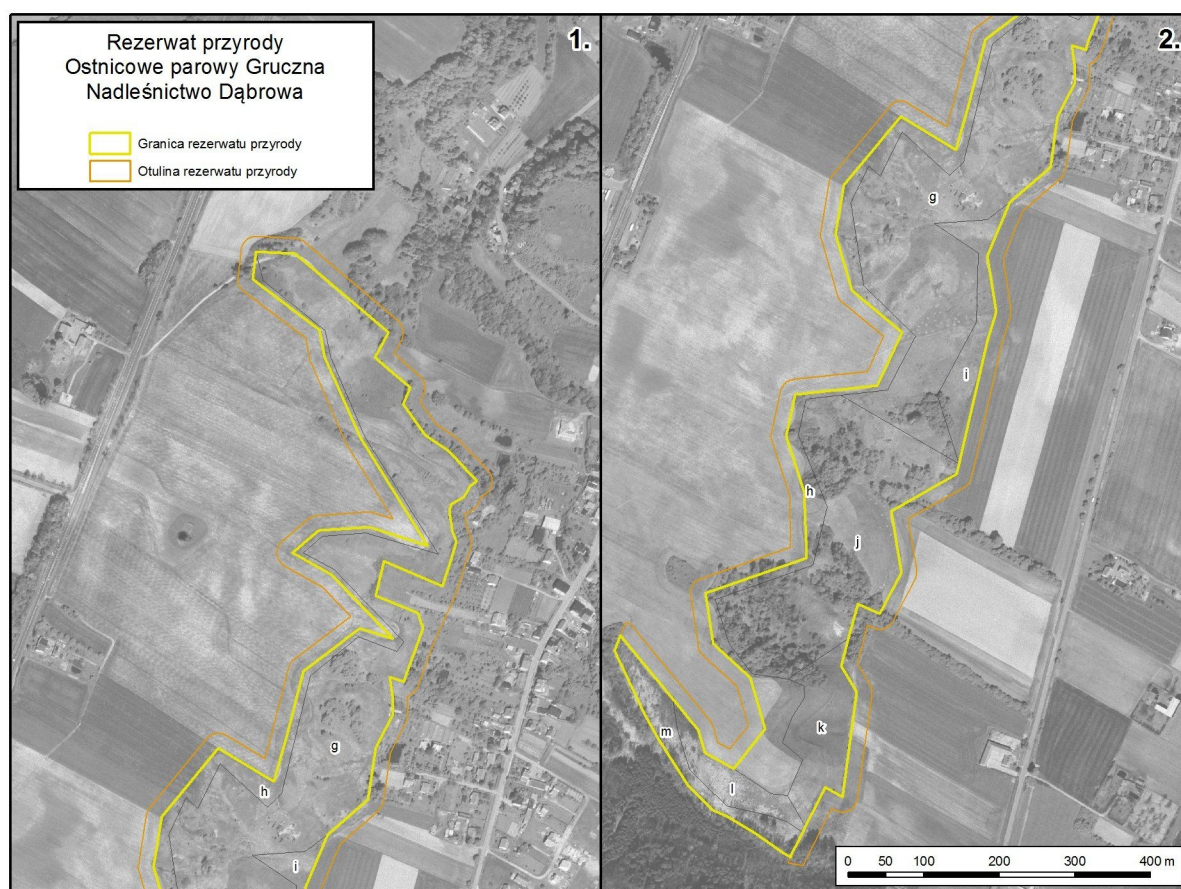 Rezerwat przyrody
Ostnicowe parowy Gruczna
Nadleśnictwo Dąbrowa
Granica rezerwatu przyrody
Otulina rezerwatu przyrody
1.
g
h
i
2.
g
i
h
j
k
m
l
0 50 100 200 300 400 m